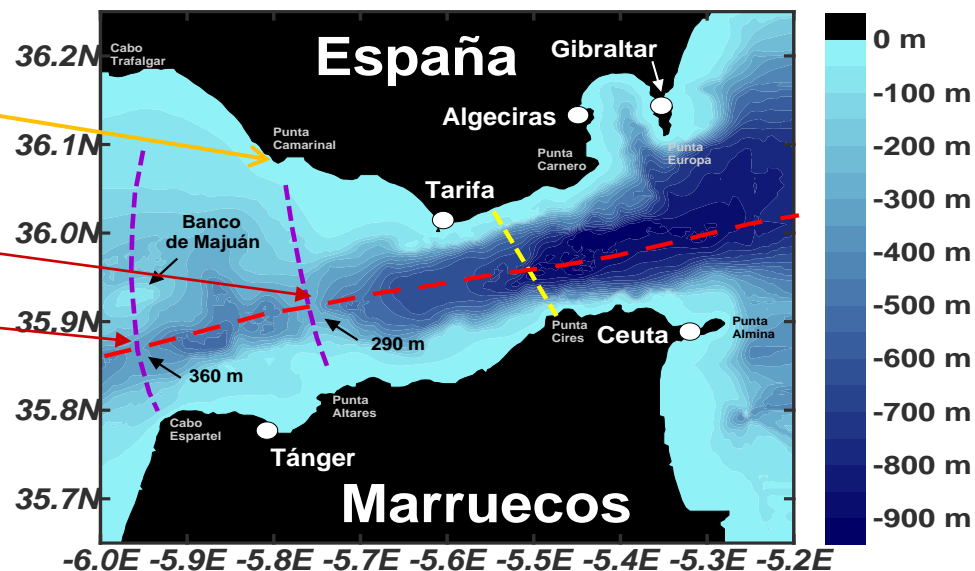 36.2N
36.1N
36.0N
35.9N
35.8N
35.7N
Cabo
Trafalgar
España
Gibraltar
Algeciras
Punta
Camarinal
Punta
Carnero
Punta
Europa
Tarifa
Banco
de Majuán
290 m
360 m
Punta
Cires
Ceuta
Punta
Almina
Punta
Altares
Cabo
Espartel
Tánger
Marruecos
-6.0E -5.9E -5.8E -5.7E -5.6E -5.5E -5.4E -5.3E -5.2E
0 m
-100 m
-200 m
-300 m
-400 m
-500 m
-600 m
-700 m
-800 m
-900 m